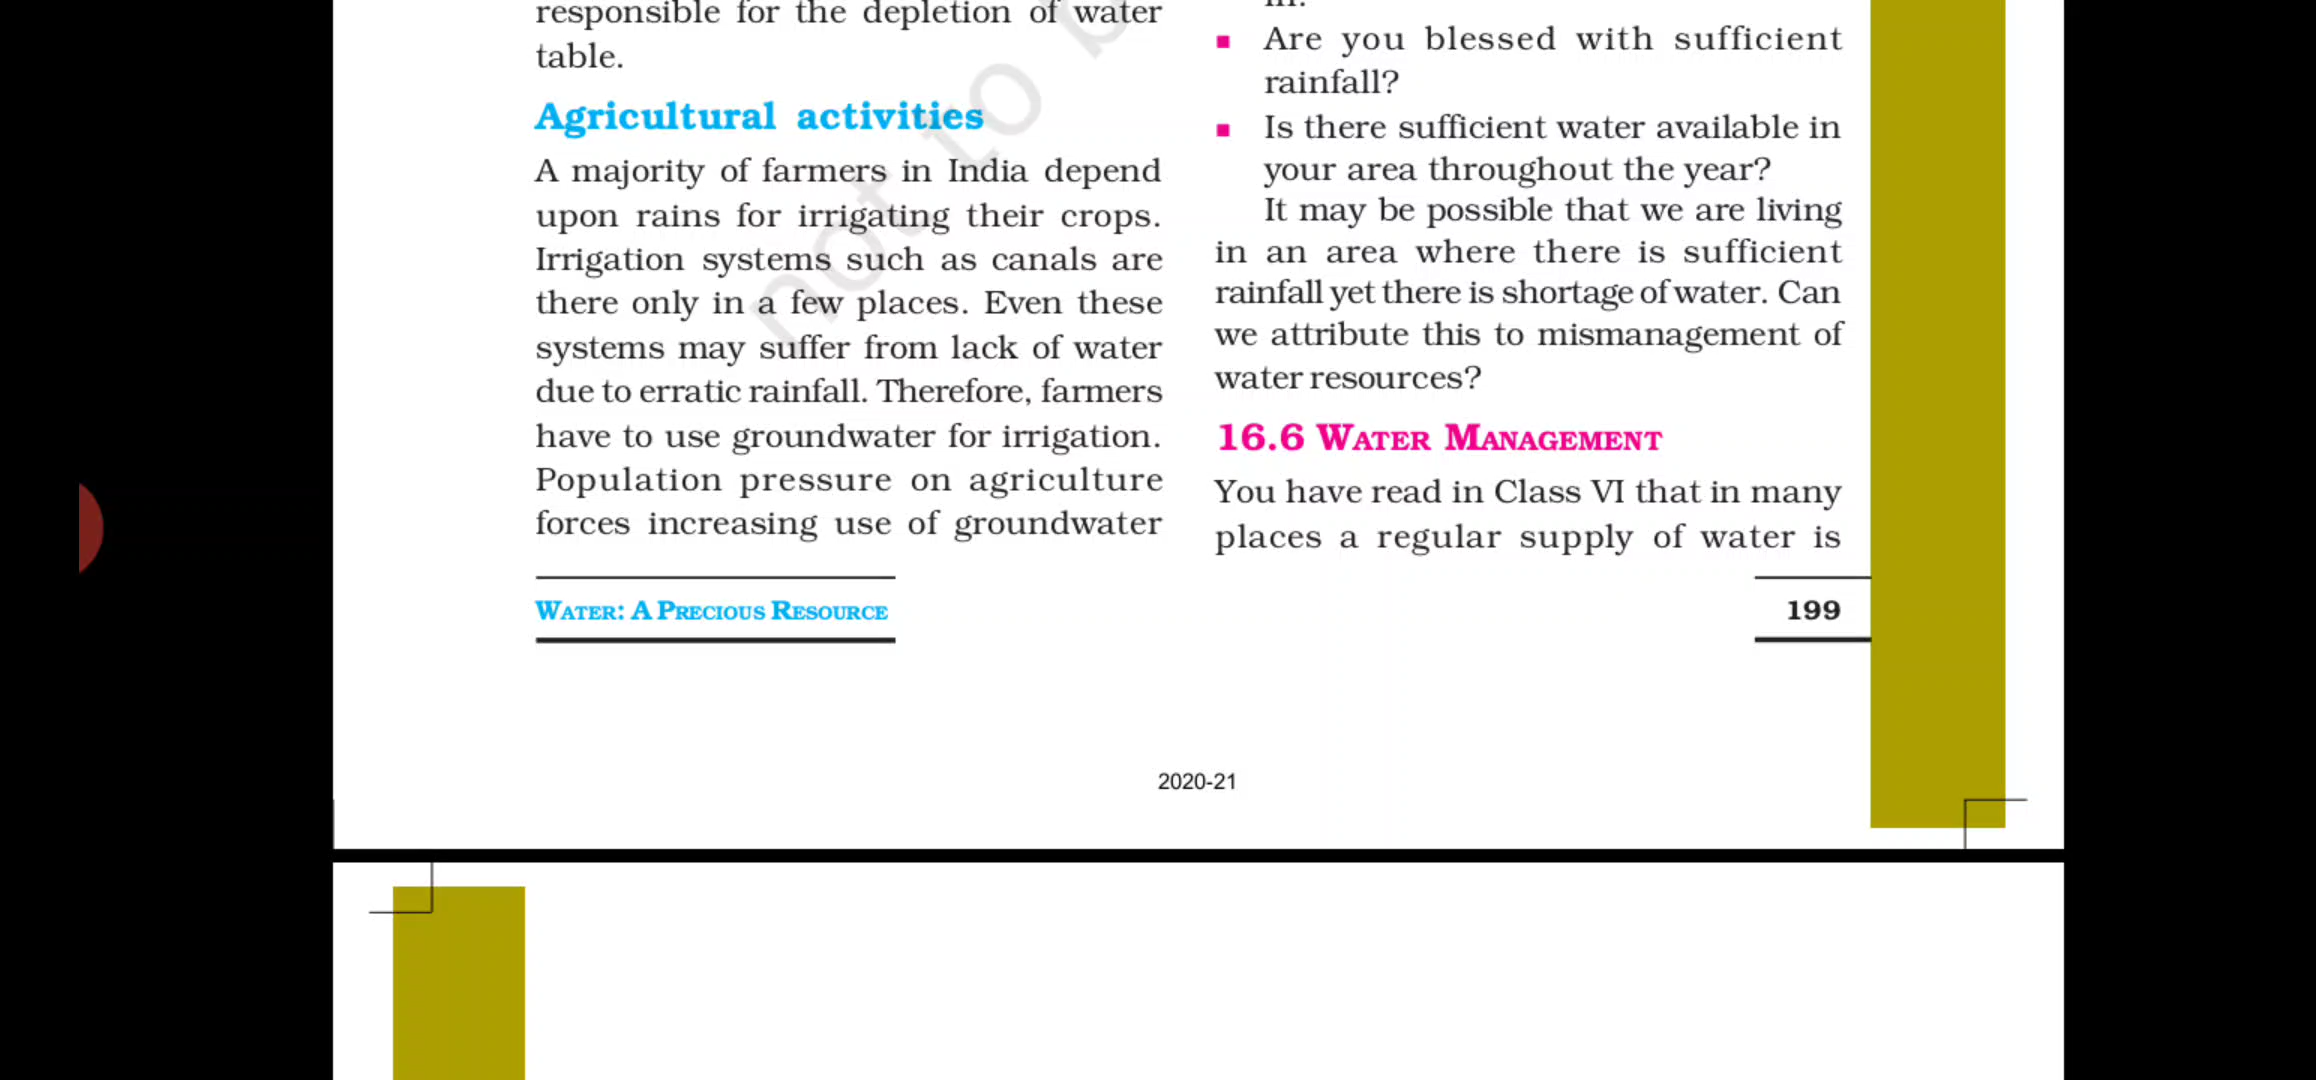 responsible for the depletion of water
table.
Agricultural activities
A majority of farmers in India depend
upon rains for irrigating their crops.
Irrigation systems such as canals are
there only in a few places. Even these
systems may suffer from lack of water
due to erratic rainfall. Therefore, farmers
have to use groundwater for irrigation.
Population pressure on agriculture
forces increasing use of groundwater
Are you blessed with sufficient
rainfall?
Is there sufficient water available in
your area throughout the year?
It may be possible that we are living
in an area where there is sufficient
rainfall yet there is shortage of water. Can
we attribute this to mismanagement of
water resources?
16.6 WATER MANAGEMENT
You have read in Class VI that in many
places a regular supply of water is
WATER: A PRECIOUS RESOURCE
199
2020-21
not to b